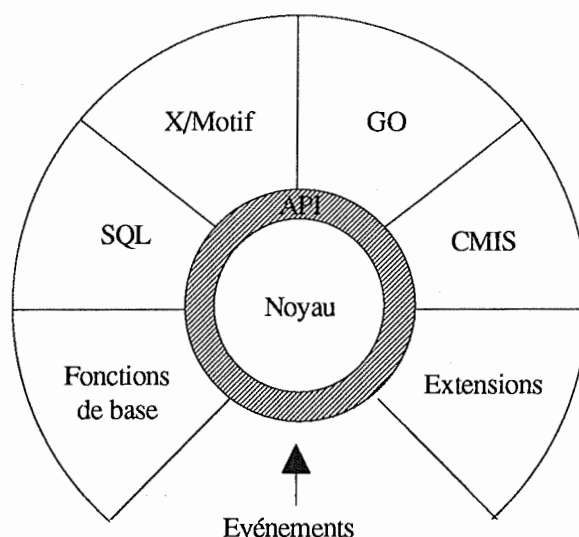 X/Motif
GO
API
SQL
CMIS
Noyau
Fonctions
de base
Extensions
Evénements